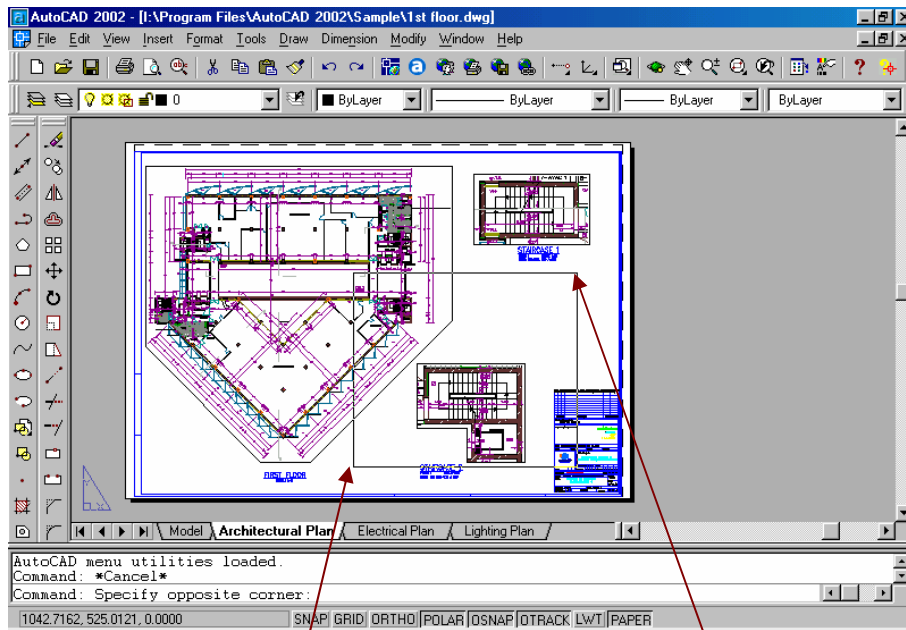 AutoCAD 2002 - [I:\Program Files\AutoCAD 2002\Sample\1st floor.dwg]
File Edit View Insert Format Tools Draw Dimension Modify Window Help
0 ByLayer ByLayer ByLayer ByLayer
STAIRCASE 1
FIRST FLOOR
Model Architectural Plan Electrical Plan Lighting Plan
AutoCAD menu utilities loaded.
Command: *Cancel*
Command: Specify opposite corner:
1042.7162, 525.0121, 0.0000 SNAP GRID ORTHO POLAR OSNAP OTRACK LWT PAPER